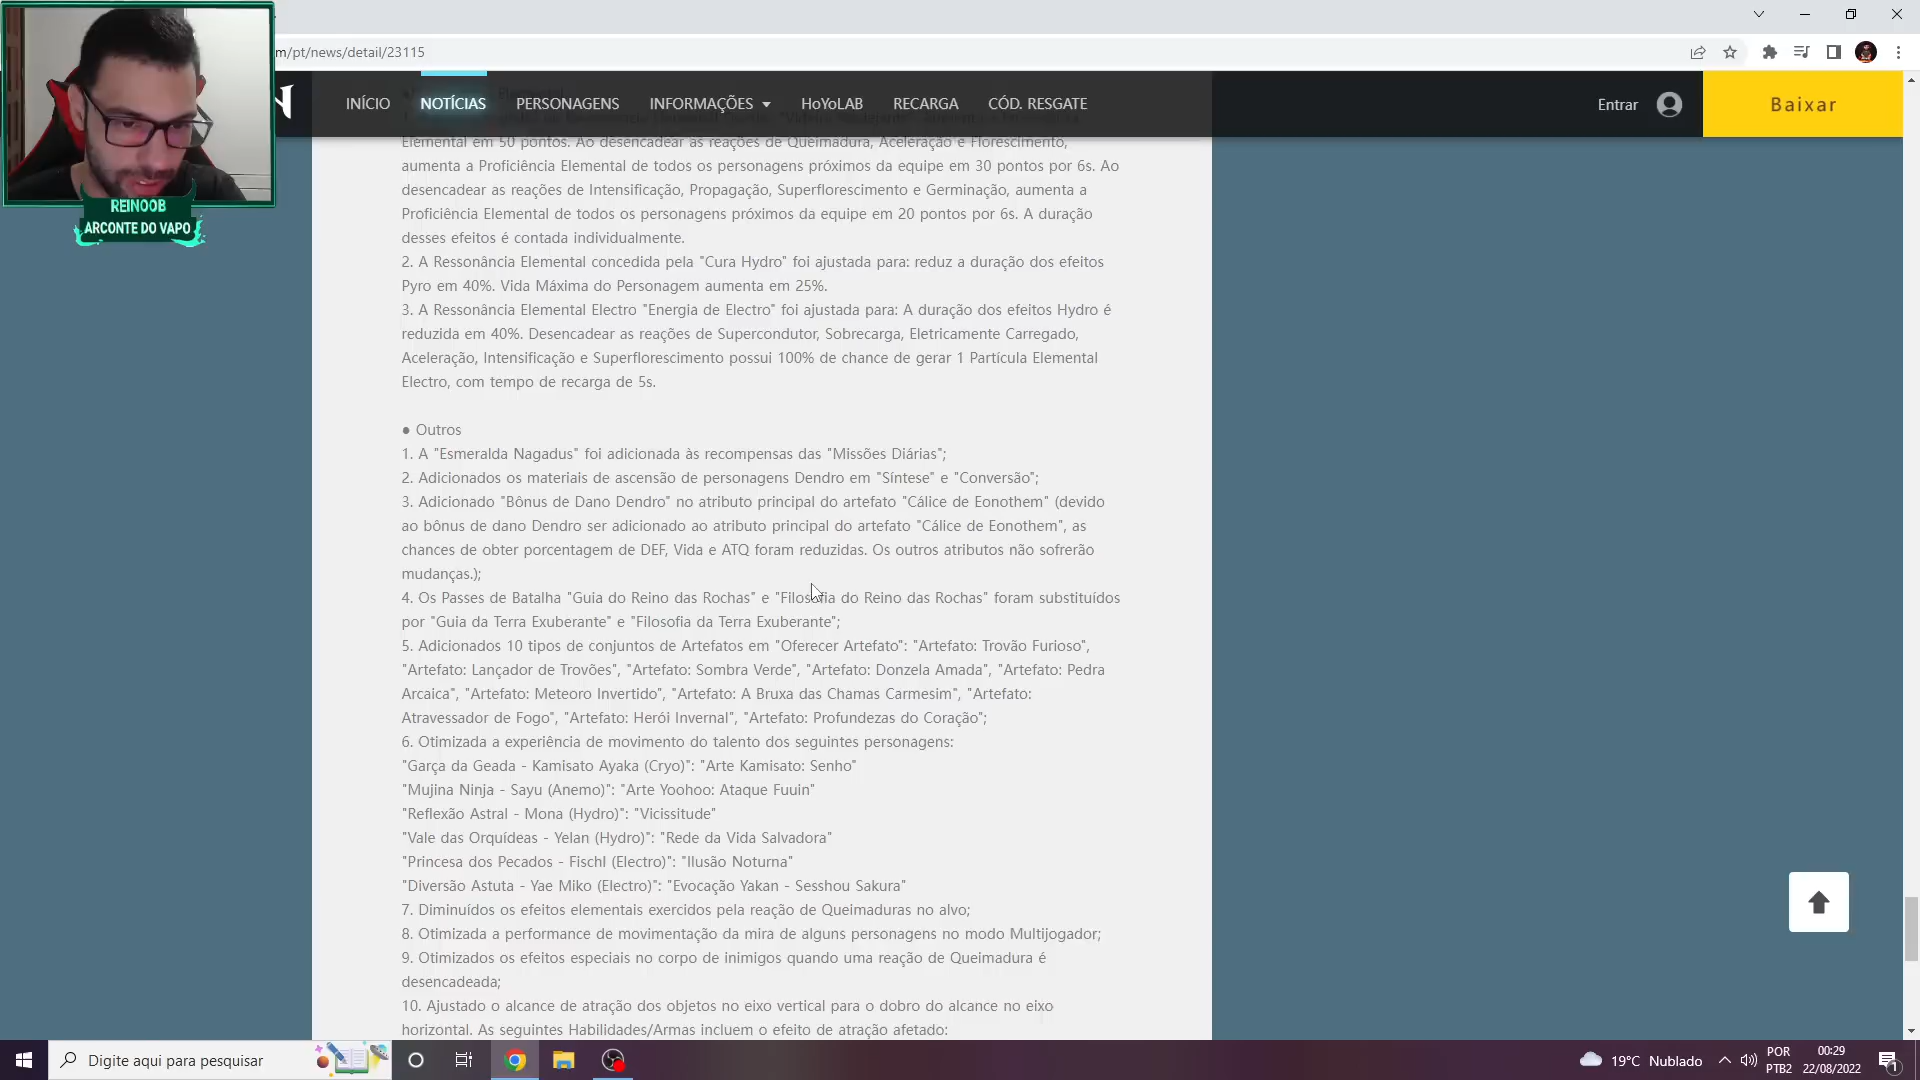 m/pt/news/detail/23115
INÍCIO NOTÍCIAS PERSONAGENS INFORMAÇÕES HoYoLAB RECARGA CÓD. RESGATE Entrar Baixar
REINOOB
ARCONTE DO VAPO
Elemental em 50 pontos. Ao desencadear as reações de Queimadura, Aceleração e Florescimento,
aumenta a Proficiência Elemental de todos os personagens próximos da equipe em 30 pontos por 6s. Ao
desencadear as reações de Intensificação, Propagação, Superflorescimento e Germinação, aumenta a
Proficiência Elemental de todos os personagens próximos da equipe em 20 pontos por 6s. A duração
desses efeitos é contada individualmente.
2. A Ressonância Elemental concedida pela "Cura Hydro" foi ajustada para: reduz a duração dos efeitos
Pyro em 40%. Vida Máxima do Personagem aumenta em 25%.
3. A Ressonância Elemental Electro "Energia de Electro" foi ajustada para: A duração dos efeitos Hydro é
reduzida em 40%. Desencadear as reações de Supercondutor, Sobrecarga, Eletricamente Carregado,
Aceleração, Intensificação e Superflorescimento possui 100% de chance de gerar 1 Partícula Elemental
Electro, com tempo de recarga de 5s.
● Outros
1. A "Esmeralda Nagadus" foi adicionada às recompensas das "Missões Diárias";
2. Adicionados os materiais de ascensão de personagens Dendro em "Síntese" e "Conversão";
3. Adicionado "Bônus de Dano Dendro" no atributo principal do artefato "Cálice de Eonothem" (devido
ao bônus de dano Dendro ser adicionado ao atributo principal do artefato "Cálice de Eonothem", as
chances de obter porcentagem de DEF, Vida e ATQ foram reduzidas. Os outros atributos não sofrerão
mudanças.);
4. Os Passes de Batalha "Guia do Reino das Rochas" e "Filosofia do Reino das Rochas" foram substituídos
por "Guia da Terra Exuberante" e "Filosofia da Terra Exuberante";
5. Adicionados 10 tipos de conjuntos de Artefatos em "Oferecer Artefato": "Artefato: Trovão Furioso",
"Artefato: Lançador de Trovões", "Artefato: Sombra Verde", "Artefato: Donzela Amada", "Artefato: Pedra
Arcaica", "Artefato: Meteoro Invertido", "Artefato: A Bruxa das Chamas Carmesim", "Artefato:
Atravessador de Fogo", "Artefato: Herói Invernal", "Artefato: Profundezas do Coração";
6. Otimizada a experiência de movimento do talento dos seguintes personagens:
"Garça da Geada - Kamisato Ayaka (Cryo)": "Arte Kamisato: Senho"
"Mujina Ninja - Sayu (Anemo)": "Arte Yoohoo: Ataque Fuuin"
"Reflexão Astral - Mona (Hydro)": "Vicissitude"
"Vale das Orquídeas - Yelan (Hydro)": "Rede da Vida Salvadora"
"Princesa dos Pecados - Fischl (Electro)": "Ilusão Noturna"
"Diversão Astuta - Yae Miko (Electro)": "Evocação Yakan - Sesshou Sakura"
7. Diminuídos os efeitos elementais exercidos pela reação de Queimaduras no alvo;
8. Otimizada a performance de movimentação da mira de alguns personagens no modo Multijogador;
9. Otimizados os efeitos especiais no corpo de inimigos quando uma reação de Queimadura é
desencadeada;
10. Ajustado o alcance de atração dos objetos no eixo vertical para o dobro do alcance no eixo
horizontal. As seguintes Habilidades/Armas incluem o efeito de atração afetado:
Digite aqui para pesquisar
19°C Nublado
POR
PTB2
00:29
22/08/2022
1